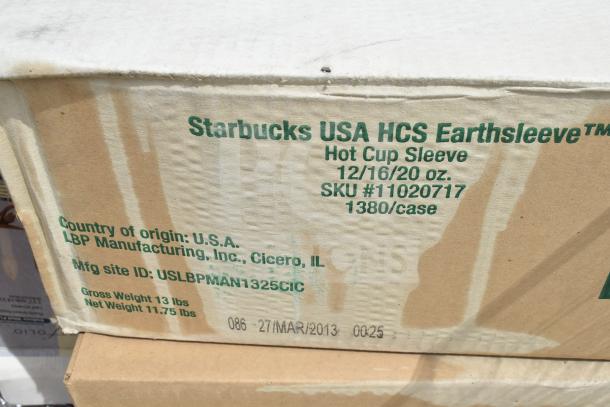 Starbucks USA HCS Earthsleeve™
Hot Cup Sleeve
12/16/20 oz.
SKU #11020717
1380/case
Country of origin: U.S.A.
LBP Manufacturing, Inc., Cicero, IL
Mfg site ID: USLBPMAN1325CIC
Gross Weight 13 lbs
Net Weight 11.75 lbs
086 27/MAR/2013 0025